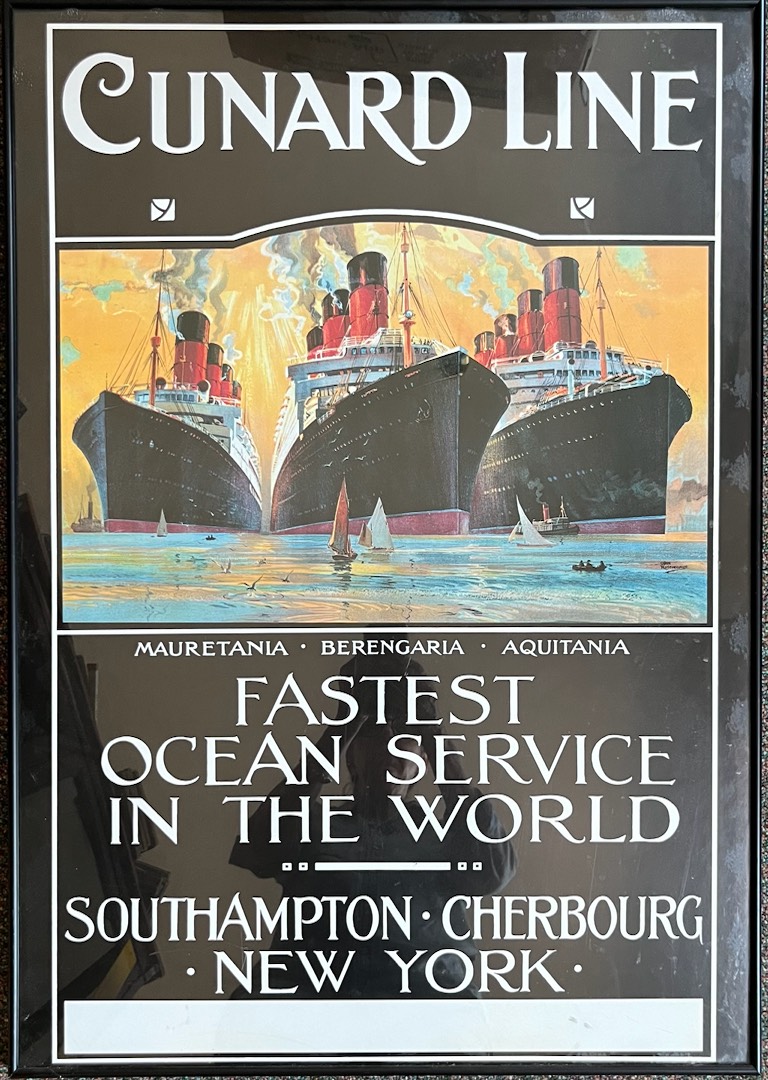 CUNARD LINE
MAURETANIA · BERENGARIA · AQUITANIA
FASTEST
OCEAN SERVICE
IN THE WORLD
SOUTHAMPTON · CHERBOURG
· NEW YORK ·